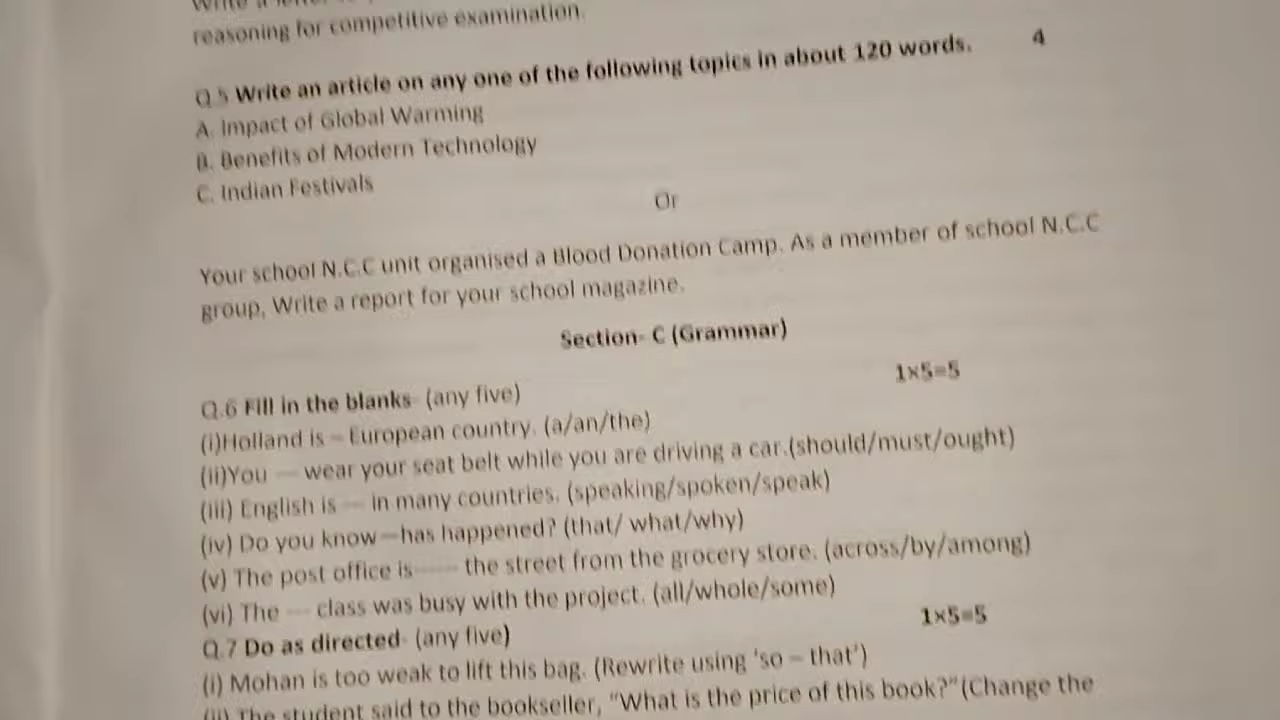 Write a letter
reasoning for competitive examination.
Q.5 Write an article on any one of the following topics in about 120 words. 4
A. Impact of Global Warming
B. Benefits of Modern Technology
C. Indian Festivals
Or
Your school N.C.C unit organised a Blood Donation Camp. As a member of school N.C.C
group, Write a report for your school magazine.
Section- C (Grammar)
1×5=5
Q.6 Fill in the blanks- (any five)
(i)Holland is – European country. (a/an/the)
(ii)You --- wear your seat belt while you are driving a car.(should/must/ought)
(iii) English is --- in many countries. (speaking/spoken/speak)
(iv) Do you know --has happened? (that/ what/why)
(v) The post office is------ the street from the grocery store. (across/by/among)
(vi) The --- class was busy with the project. (all/whole/some)
1×5=5
Q.7 Do as directed- (any five)
(i) Mohan is too weak to lift this bag. (Rewrite using 'so – that')
(ii) The student said to the bookseller, "What is the price of this book?"(Change the